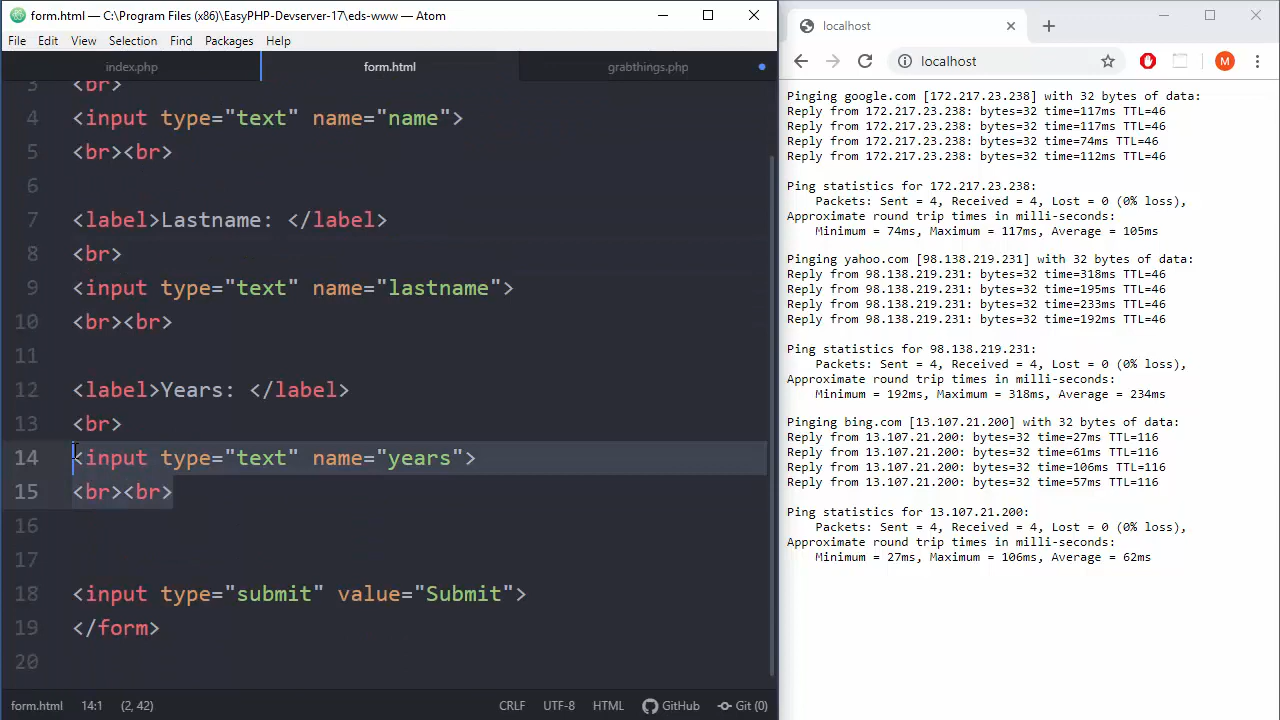 form.html — C:\Program Files (x86)\EasyPHP-Devserver-17\eds-www — Atom
File Edit View Selection Find Packages Help
index.php form.html grabthings.php
3 <br>
4 <input type="text" name="name">
5 <br><br>
6
7 <label>Lastname: </label>
8 <br>
9 <input type="text" name="lastname">
10 <br><br>
11
12 <label>Years: </label>
13 <br>
14 <input type="text" name="years">
15 <br><br>
16
17
18 <input type="submit" value="Submit">
19 </form>
20
form.html 14:1 (2, 42) CRLF UTF-8 HTML GitHub Git (0)
localhost
localhost
M
Pinging google.com [172.217.23.238] with 32 bytes of data:
Reply from 172.217.23.238: bytes=32 time=117ms TTL=46
Reply from 172.217.23.238: bytes=32 time=117ms TTL=46
Reply from 172.217.23.238: bytes=32 time=74ms TTL=46
Reply from 172.217.23.238: bytes=32 time=112ms TTL=46
Ping statistics for 172.217.23.238:
Packets: Sent = 4, Received = 4, Lost = 0 (0% loss),
Approximate round trip times in milli-seconds:
Minimum = 74ms, Maximum = 117ms, Average = 105ms
Pinging yahoo.com [98.138.219.231] with 32 bytes of data:
Reply from 98.138.219.231: bytes=32 time=318ms TTL=46
Reply from 98.138.219.231: bytes=32 time=195ms TTL=46
Reply from 98.138.219.231: bytes=32 time=233ms TTL=46
Reply from 98.138.219.231: bytes=32 time=192ms TTL=46
Ping statistics for 98.138.219.231:
Packets: Sent = 4, Received = 4, Lost = 0 (0% loss),
Approximate round trip times in milli-seconds:
Minimum = 192ms, Maximum = 318ms, Average = 234ms
Pinging bing.com [13.107.21.200] with 32 bytes of data:
Reply from 13.107.21.200: bytes=32 time=27ms TTL=116
Reply from 13.107.21.200: bytes=32 time=61ms TTL=116
Reply from 13.107.21.200: bytes=32 time=106ms TTL=116
Reply from 13.107.21.200: bytes=32 time=57ms TTL=116
Ping statistics for 13.107.21.200:
Packets: Sent = 4, Received = 4, Lost = 0 (0% loss),
Approximate round trip times in milli-seconds:
Minimum = 27ms, Maximum = 106ms, Average = 62ms